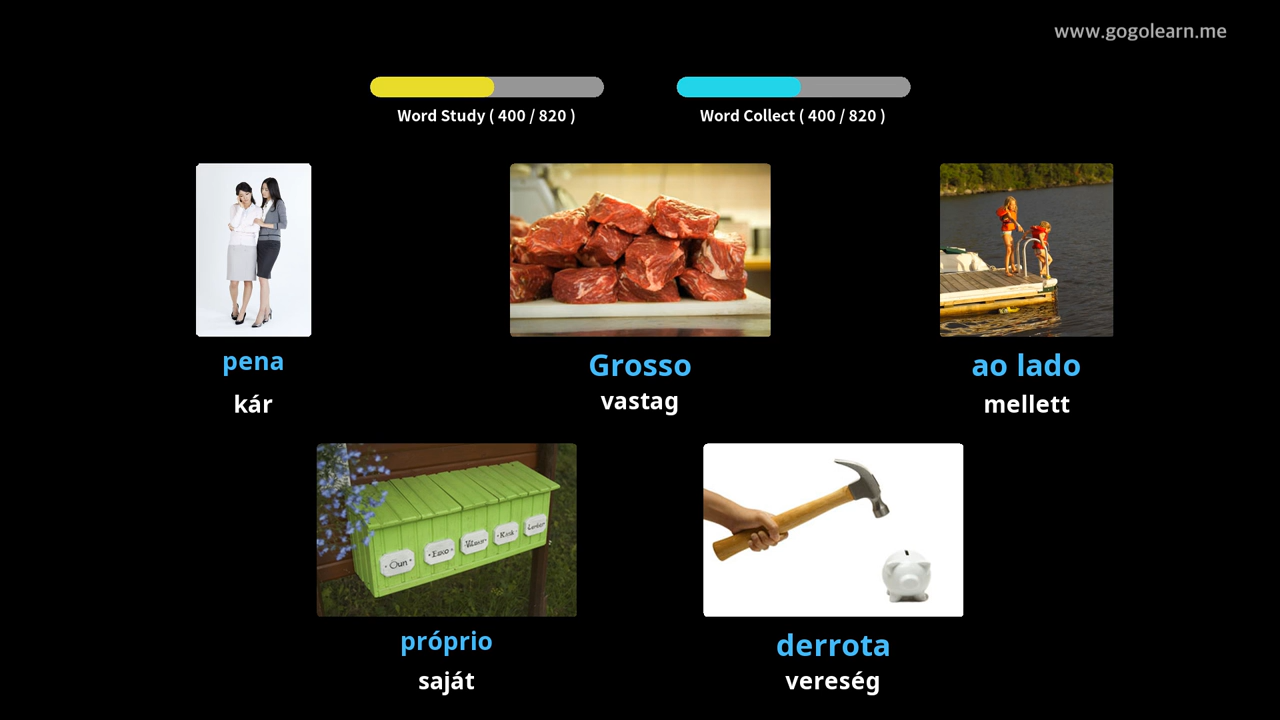 www.gogolearn.me
Word Study ( 400 / 820 )
Word Collect ( 400 / 820 )
pena
kár
Grosso
vastag
ao lado
mellett
próprio
saját
derrota
vereség